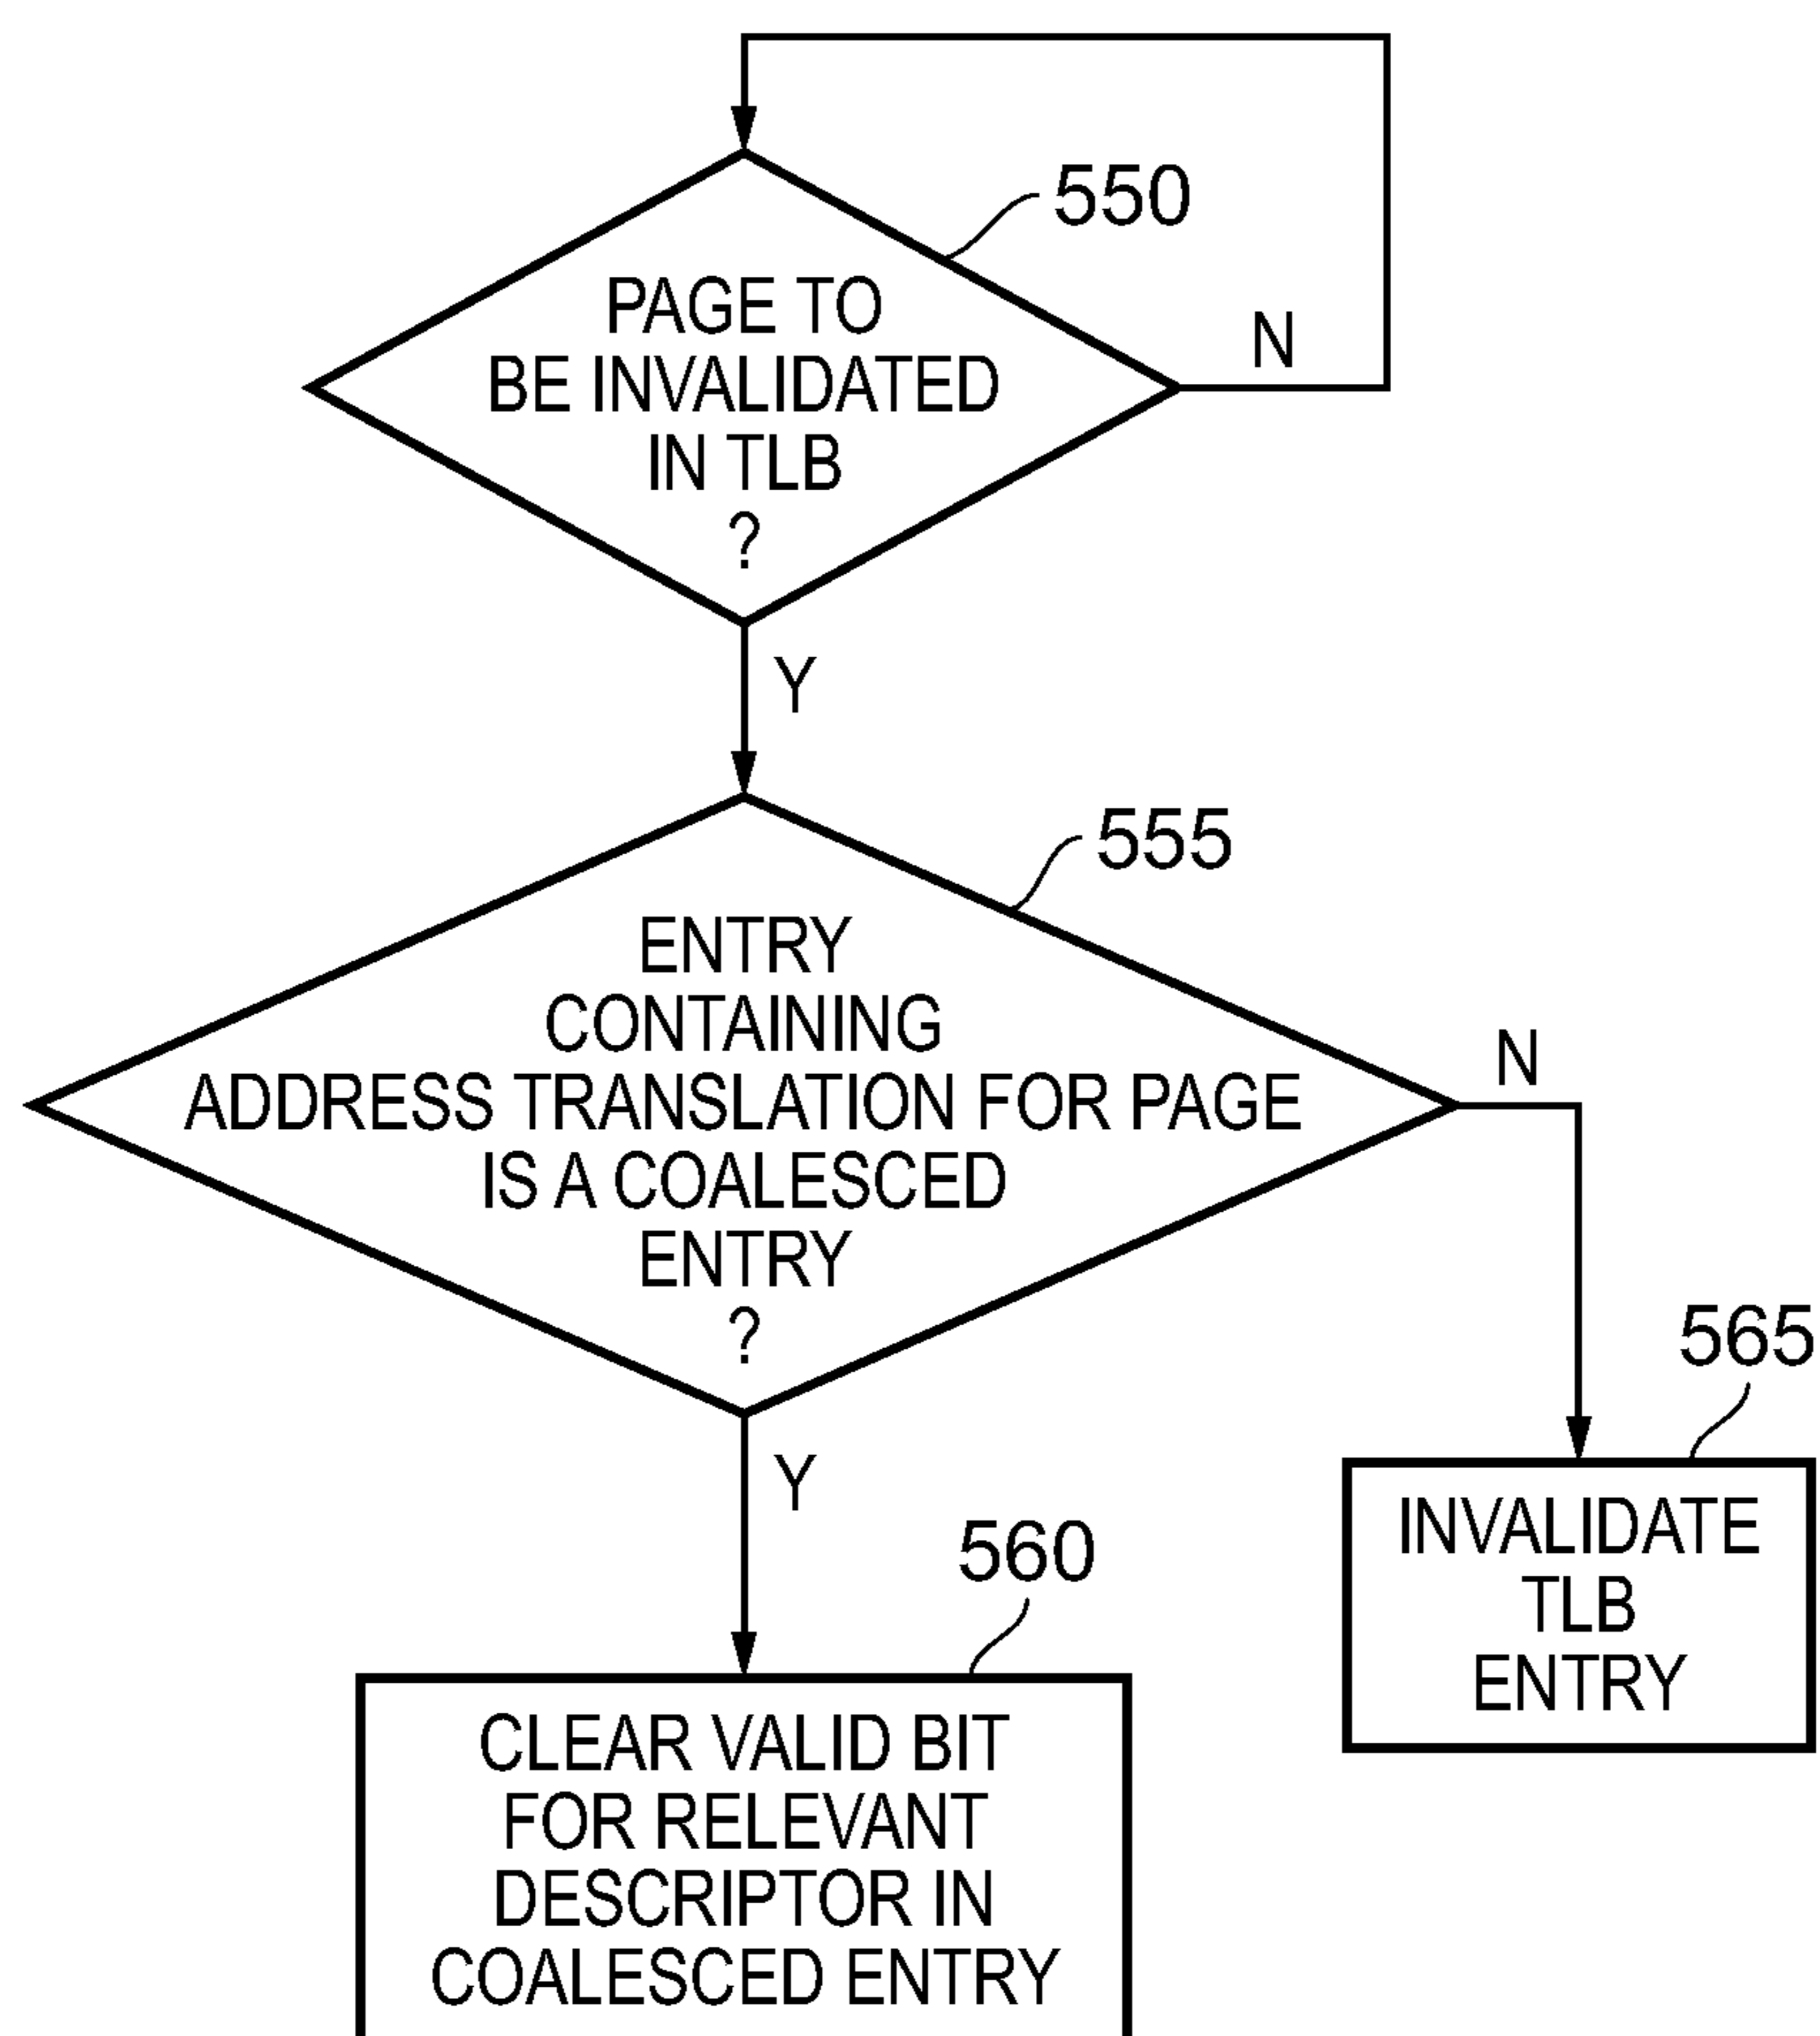 550
PAGE TO
BE INVALIDATED
IN TLB
?
N
Y
555
ENTRY
CONTAINING
ADDRESS TRANSLATION FOR PAGE
IS A COALESCED
ENTRY
?
N
Y
565
INVALIDATE
TLB
ENTRY
560
CLEAR VALID BIT
FOR RELEVANT
DESCRIPTOR IN
COALESCED ENTRY